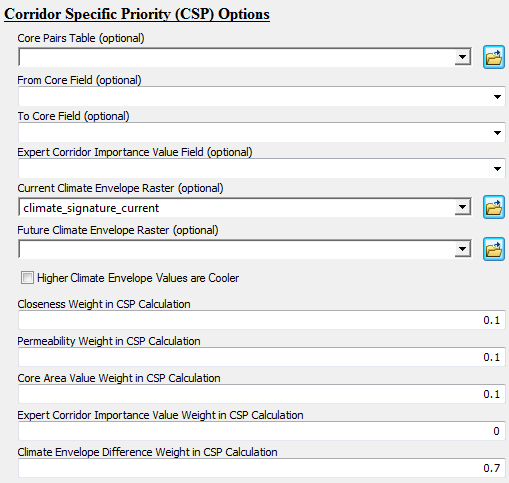 Corridor Specific Priority (CSP) Options
Core Pairs Table (optional)
From Core Field (optional)
To Core Field (optional)
Expert Corridor Importance Value Field (optional)
Current Climate Envelope Raster (optional)
climate_signature_current
Future Climate Envelope Raster (optional)
Higher Climate Envelope Values are Cooler
Closeness Weight in CSP Calculation
0.1
Permeability Weight in CSP Calculation
0.1
Core Area Value Weight in CSP Calculation
0.1
Expert Corridor Importance Value Weight in CSP Calculation
0
Climate Envelope Difference Weight in CSP Calculation
0.7